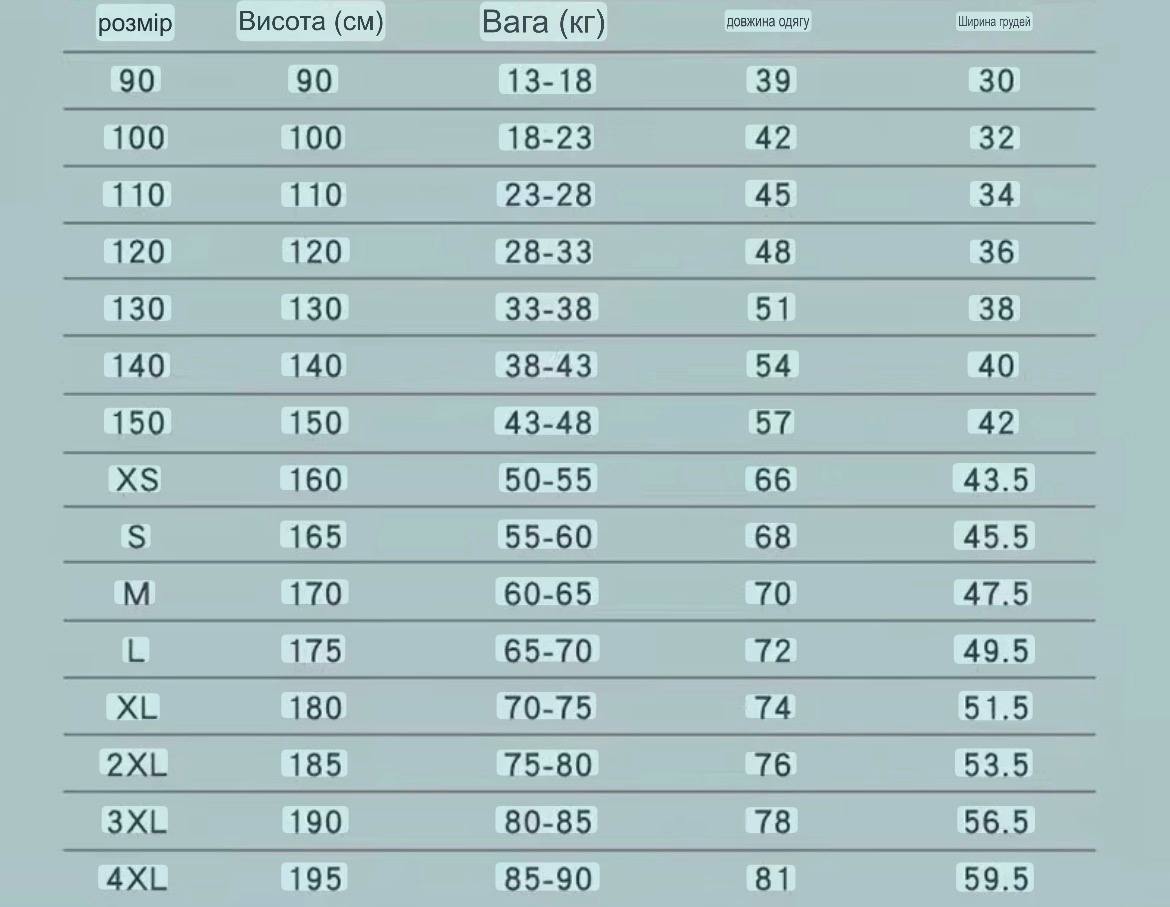 розмір Висота (см) Вага (кг) довжина одягу Ширина грудей
90 90 13-18 39 30
100 100 18-23 42 32
110 110 23-28 45 34
120 120 28-33 48 36
130 130 33-38 51 38
140 140 38-43 54 40
150 150 43-48 57 42
XS 160 50-55 66 43.5
S 165 55-60 68 45.5
M 170 60-65 70 47.5
L 175 65-70 72 49.5
XL 180 70-75 74 51.5
2XL 185 75-80 76 53.5
3XL 190 80-85 78 56.5
4XL 195 85-90 81 59.5